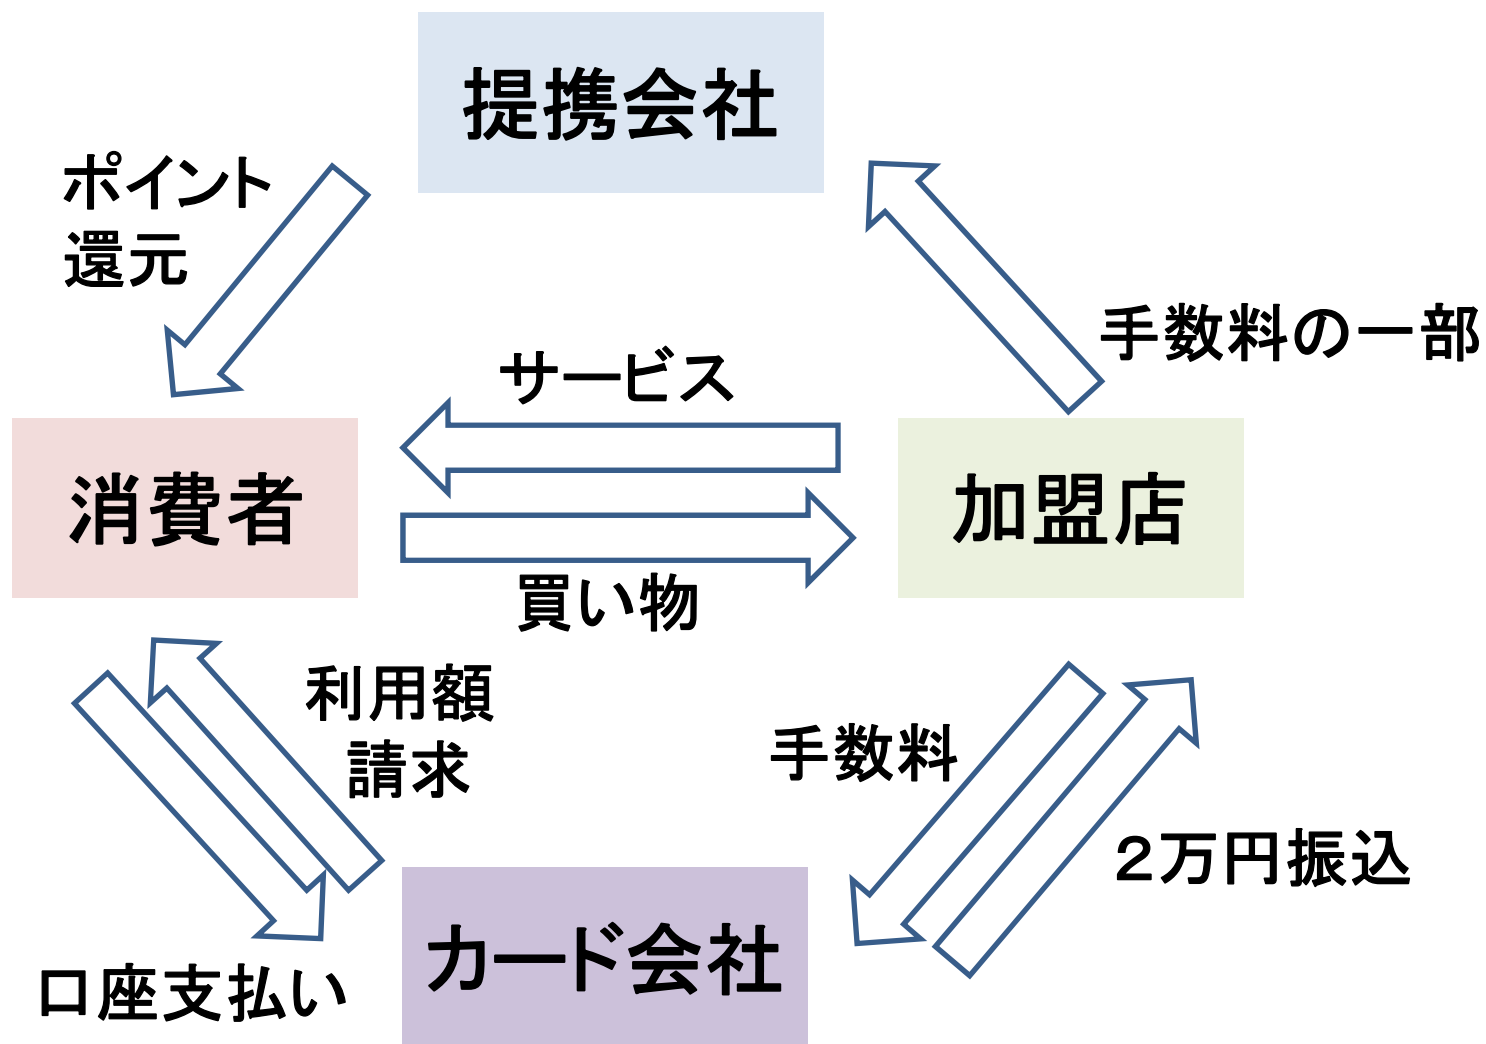 提携会社
ポイント
還元
手数料の一部
サービス
消費者
加盟店
買い物
利用額
請求
手数料
２万円振込
カード会社
口座支払い